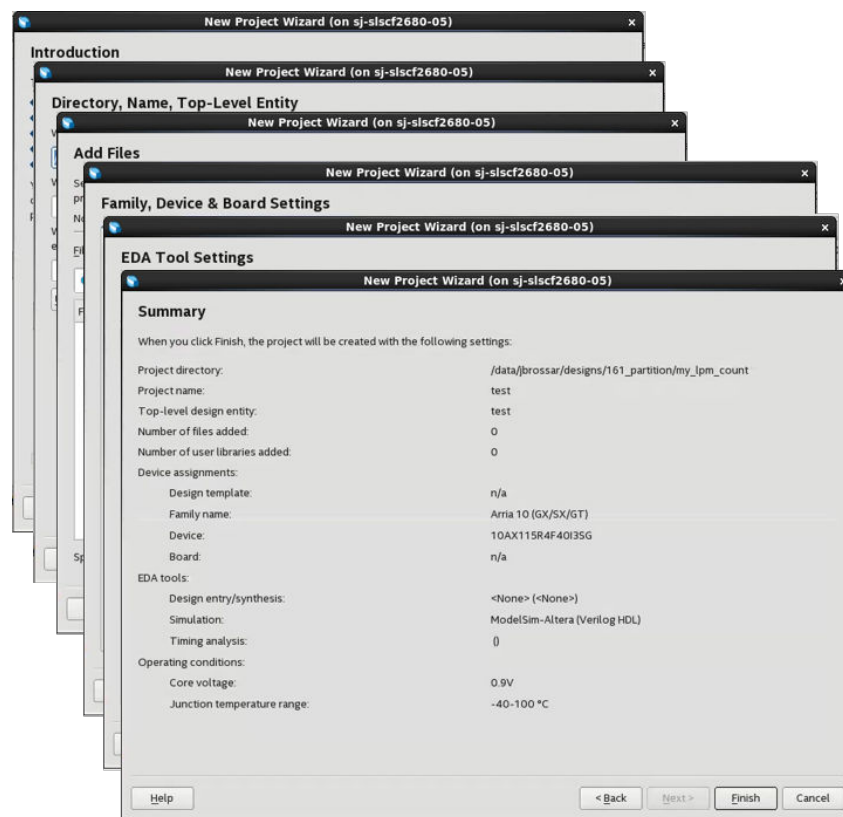 New Project Wizard (on sj-slscf2680-05)
Introduction
New Project Wizard (on sj-slscf2680-05)
Directory, Name, Top-Level Entity
New Project Wizard (on sj-slscf2680-05)
Add Files
New Project Wizard (on sj-slscf2680-05)
Family, Device & Board Settings
New Project Wizard (on sj-slscf2680-05)
EDA Tool Settings
New Project Wizard (on sj-slscf2680-05)
Summary
When you click Finish, the project will be created with the following settings:
Project directory: /data/jbrossar/designs/161_partition/my_lpm_count
Project name: test
Top-level design entity: test
Number of files added: 0
Number of user libraries added: 0
Device assignments:
Design template: n/a
Family name: Arria 10 (GX/SX/GT)
Device: 10AX115R4F40I3SG
Board: n/a
EDA tools:
Design entry/synthesis: <None> (<None>)
Simulation: ModelSim-Altera (Verilog HDL)
Timing analysis: ()
Operating conditions:
Core voltage: 0.9V
Junction temperature range: -40-100 °C
Help < Back Next > Finish Cancel